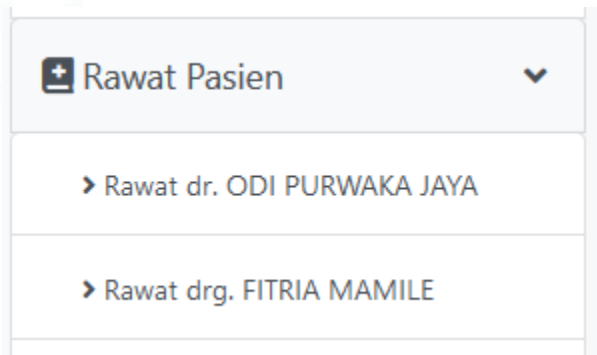 Rawat Pasien
Rawat dr. ODI PURWAKA JAYA
Rawat drg. FITRIA MAMILE